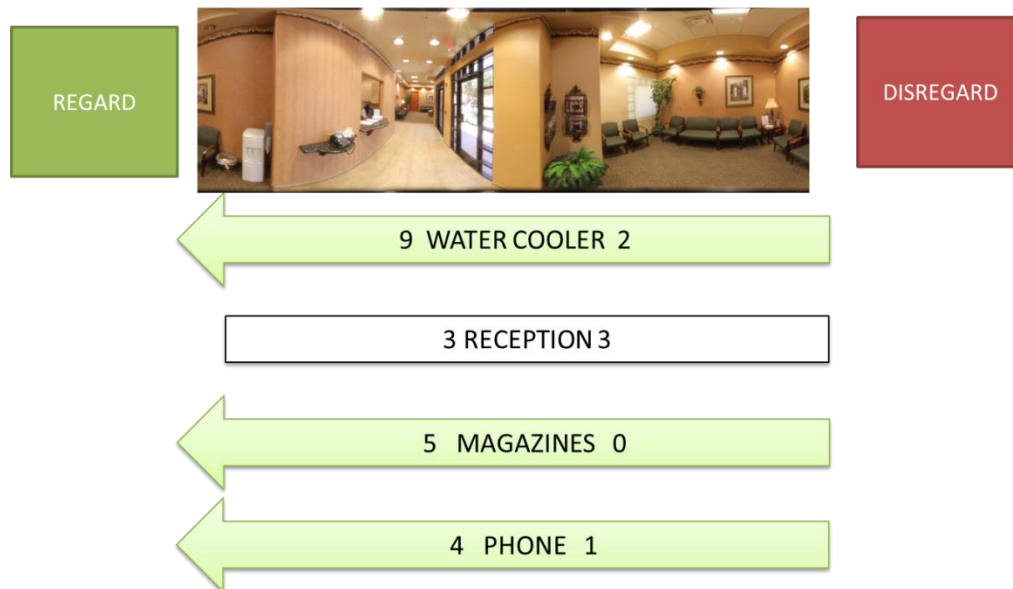 REGARD
DISREGARD
9 WATER COOLER 2
3 RECEPTION 3
5 MAGAZINES 0
4 PHONE 1